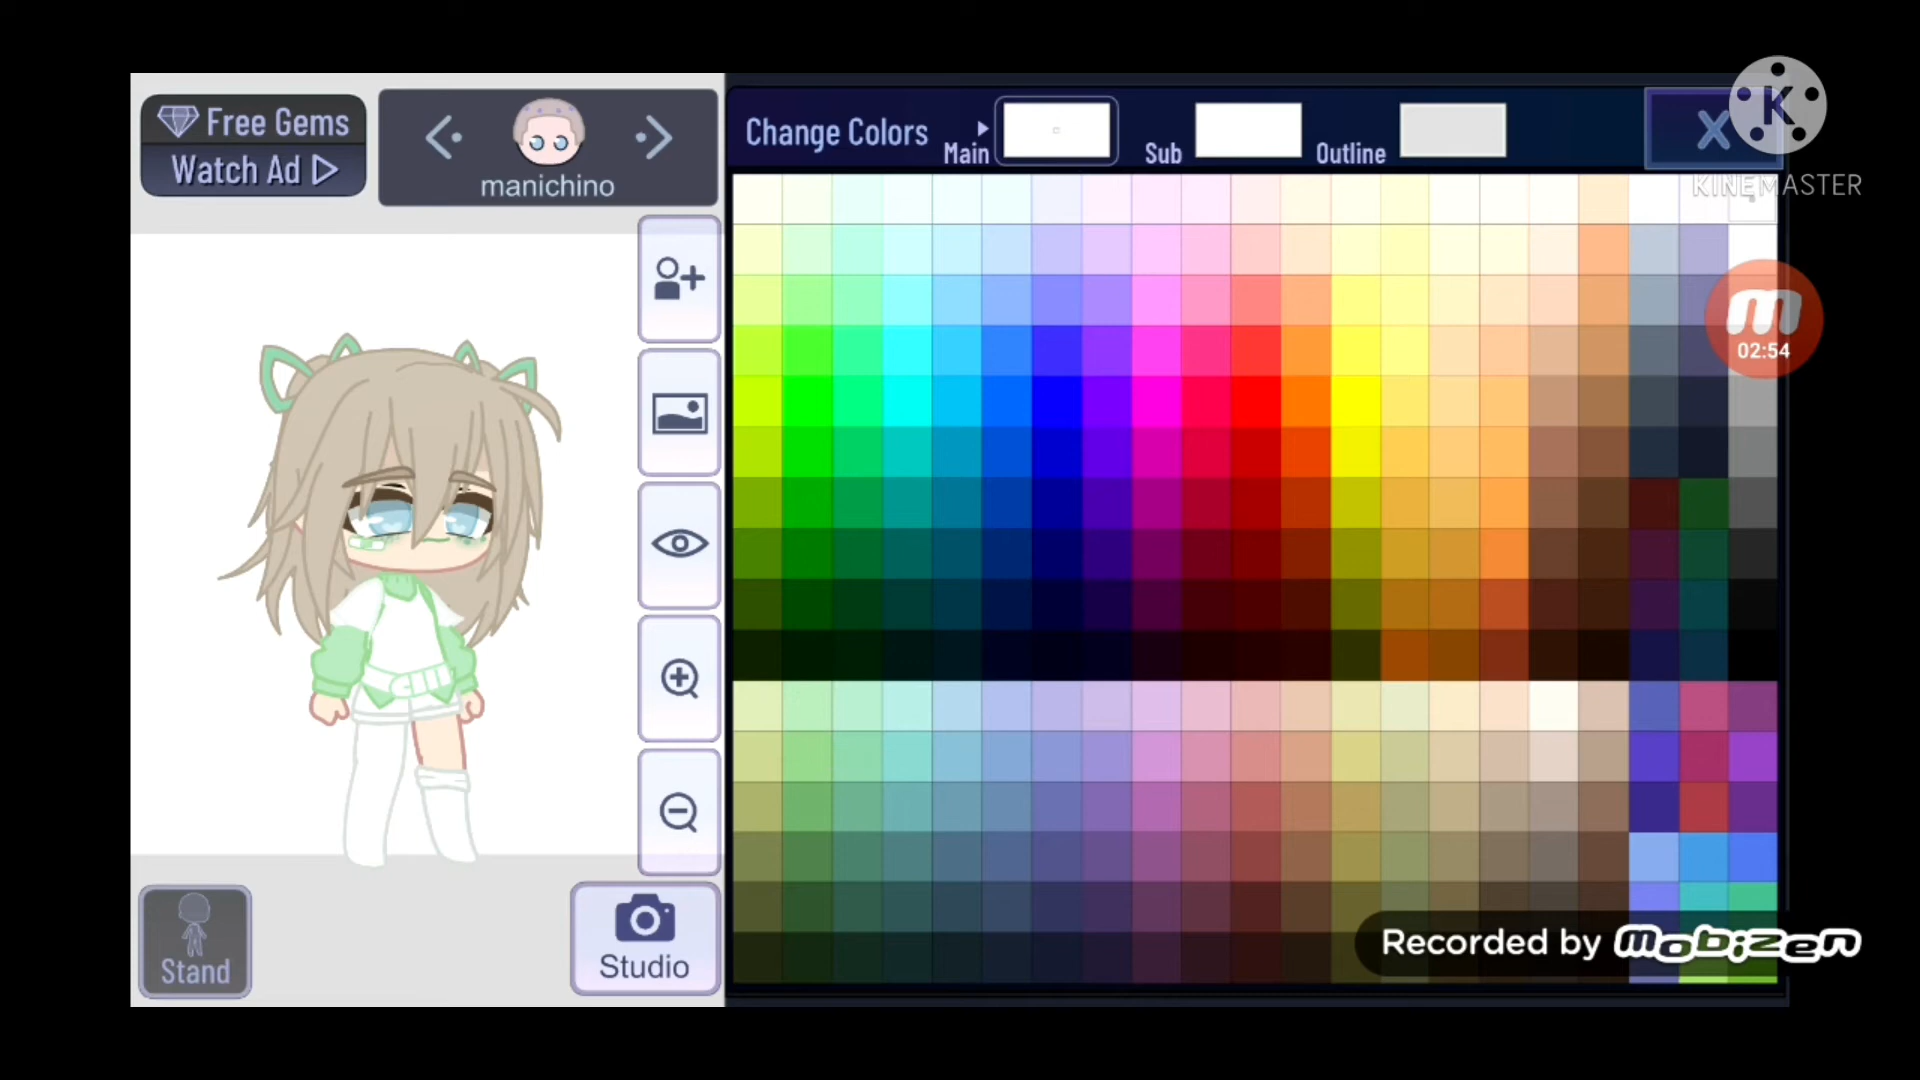 Free Gems
Watch Ad
manichino
Change Colors
Main
Sub
Outline
X
K
KINEMASTER
02:54
Stand
Studio
Recorded by mobizen